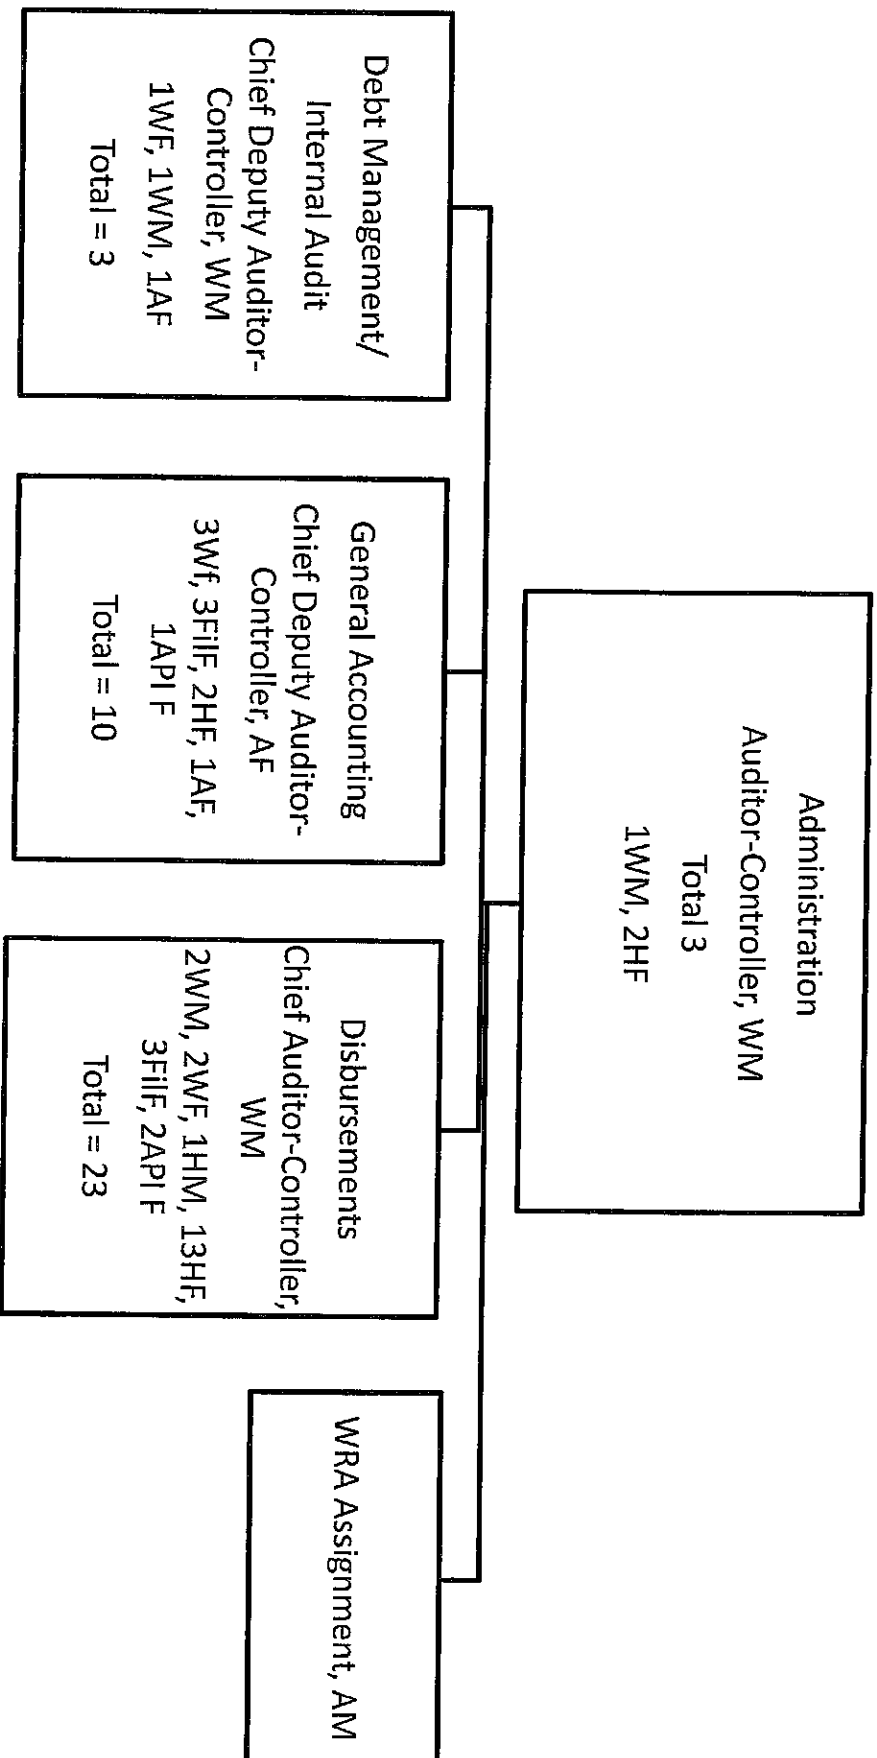 Administration
Auditor-Controller, WM
Total 3
1WM, 2HF
Debt Management/
Internal Audit
Chief Deputy Auditor-
Controller, WM
1WF, 1WM, 1AF
Total = 3
General Accounting
Chief Deputy Auditor-
Controller, AF
3Wf, 3FilF, 2HF, 1AF,
1API F
Total = 10
Disbursements
Chief Auditor-Controller,
WM
2WM, 2WF, 1HM, 13HF,
3FilF, 2API F
Total = 23
WRA Assignment, AM